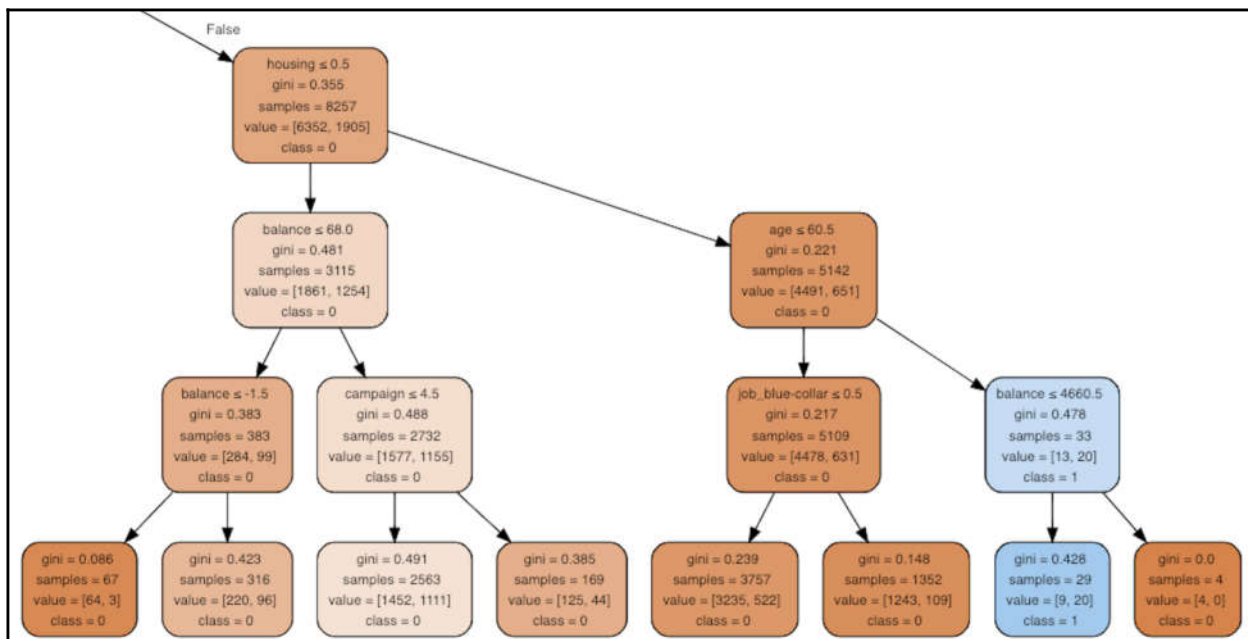 False
housing ≤ 0.5
gini = 0.355
samples = 8257
value = [6352, 1905]
class = 0
balance ≤ 68.0
gini = 0.481
samples = 3115
value = [1861, 1254]
class = 0
age ≤ 60.5
gini = 0.221
samples = 5142
value = [4491, 651]
class = 0
balance ≤ -1.5
gini = 0.383
samples = 383
value = [284, 99]
class = 0
campaign ≤ 4.5
gini = 0.488
samples = 2732
value = [1577, 1155]
class = 0
job_blue-collar ≤ 0.5
gini = 0.217
samples = 5109
value = [4478, 631]
class = 0
balance ≤ 4660.5
gini = 0.478
samples = 33
value = [13, 20]
class = 1
gini = 0.086
samples = 67
value = [64, 3]
class = 0
gini = 0.423
samples = 316
value = [220, 96]
class = 0
gini = 0.491
samples = 2563
value = [1452, 1111]
class = 0
gini = 0.385
samples = 169
value = [125, 44]
class = 0
gini = 0.239
samples = 3757
value = [3235, 522]
class = 0
gini = 0.148
samples = 1352
value = [1243, 109]
class = 0
gini = 0.428
samples = 29
value = [9, 20]
class = 1
gini = 0.0
samples = 4
value = [4, 0]
class = 0